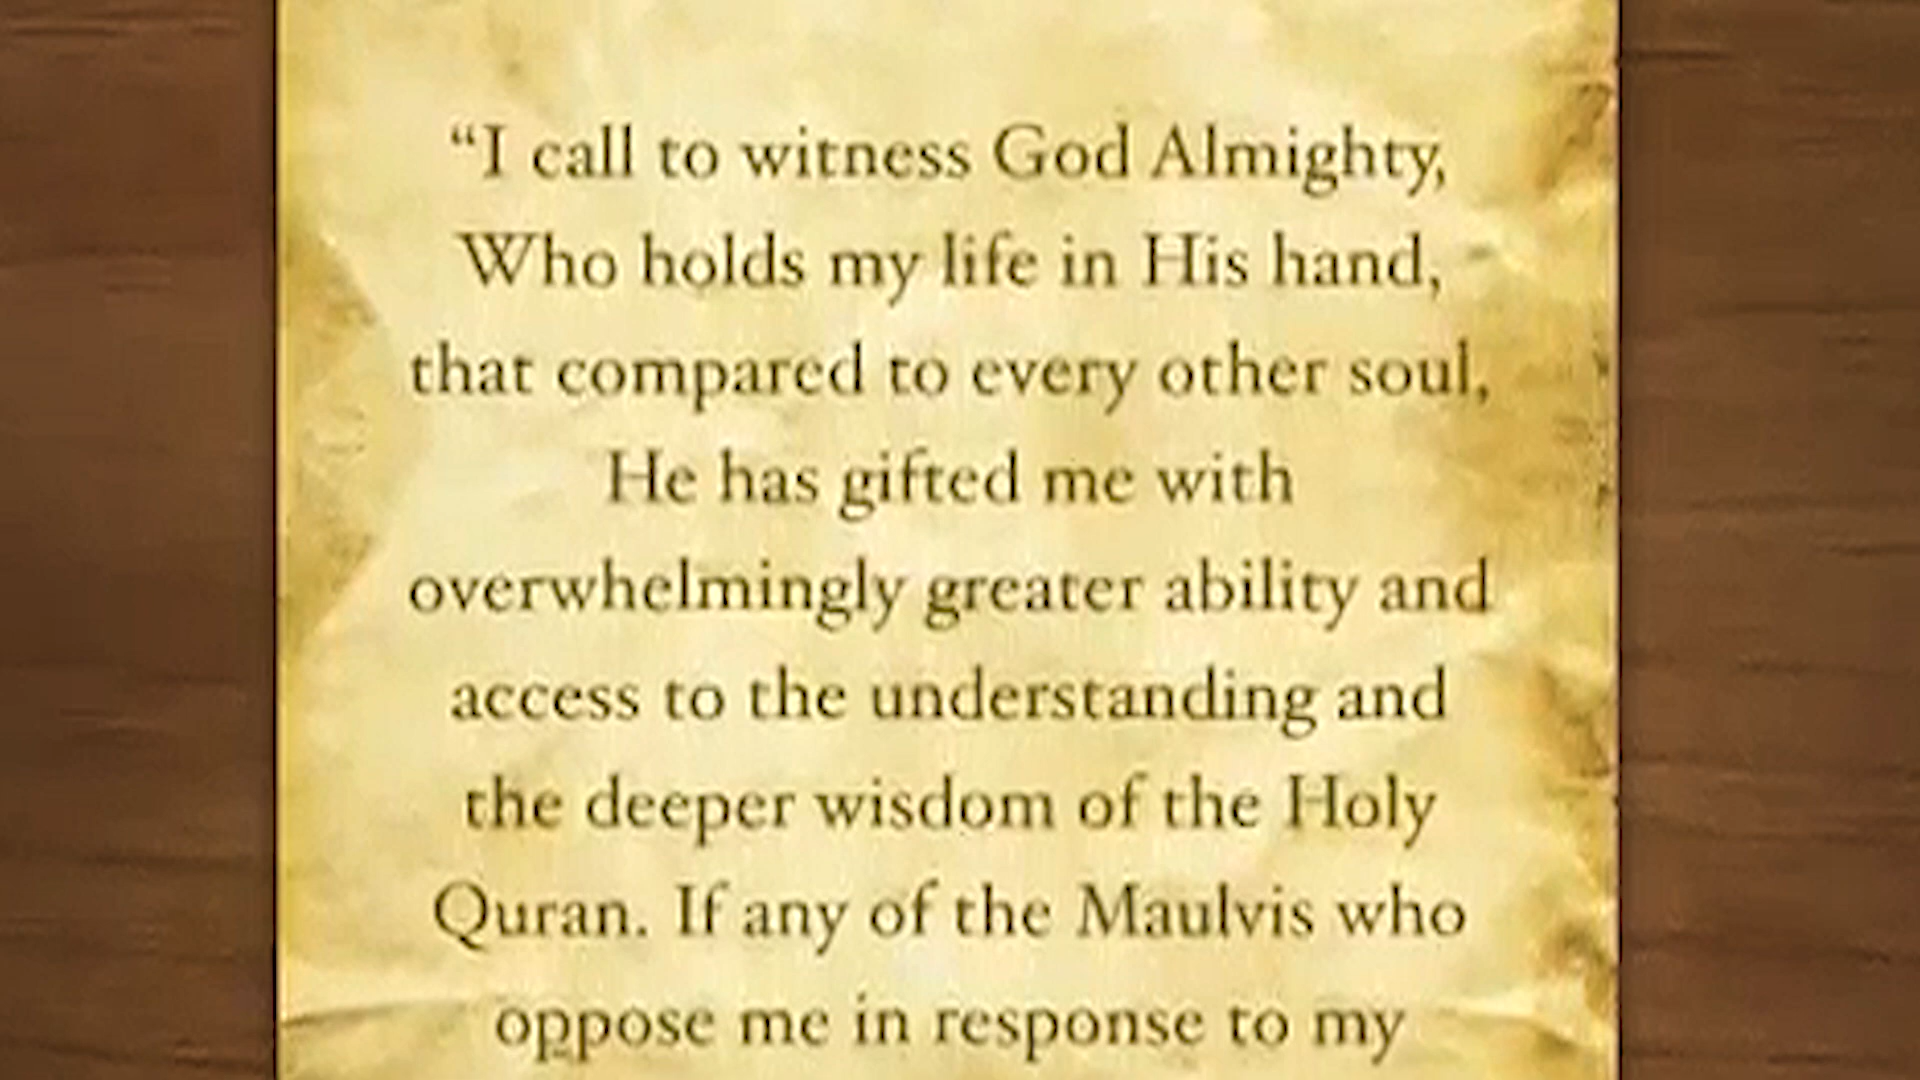 “I call to witness God Almighty,
Who holds my life in His hand,
that compared to every other soul,
He has gifted me with
overwhelmingly greater ability and
access to the understanding and
the deeper wisdom of the Holy
Quran. If any of the Maulvis who
oppose me in response to my